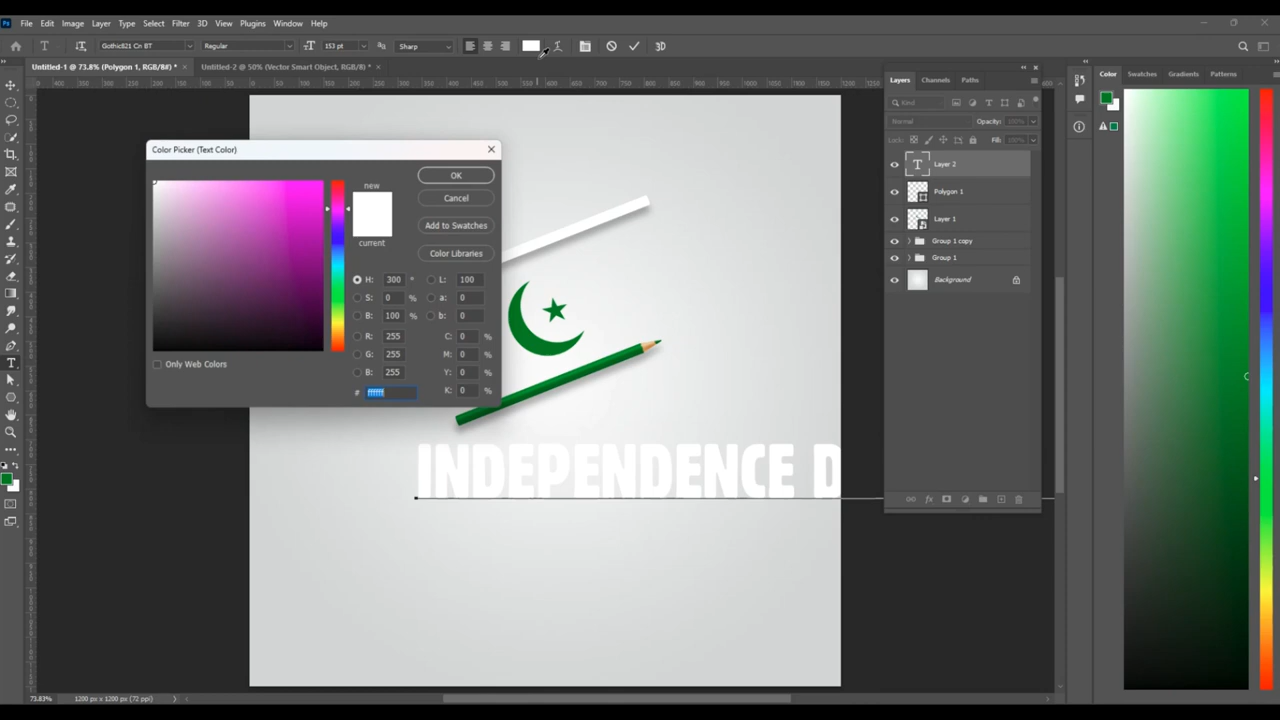 Ps File Edit Image Layer Type Select Filter 3D View Plugins Window Help
T Gothic821 Cn BT Regular 153 pt Sharp 3D
Untitled-1 @ 73.8% (Polygon 1, RGB/8#) * × Untitled-2 @ 50% (Vector Smart Object, RGB/8) * ×
Color Picker (Text Color)
new
current
OK
Cancel
Add to Swatches
Color Libraries
H: 300 ° L: 100
S: 0 % a: 0
B: 100 % b: 0
R: 255 C: 0 %
G: 255 M: 0 %
B: 255 Y: 0 %
# ffffff K: 0 %
Only Web Colors
INDEPENDENCE D
Layers Channels Paths
Kind
Normal Opacity: 100%
Lock: Fill: 100%
T Layer 2
Polygon 1
Layer 1
Group 1 copy
Group 1
Background
Color Swatches Gradients Patterns
73.83% 1200 px x 1200 px (72 ppi)